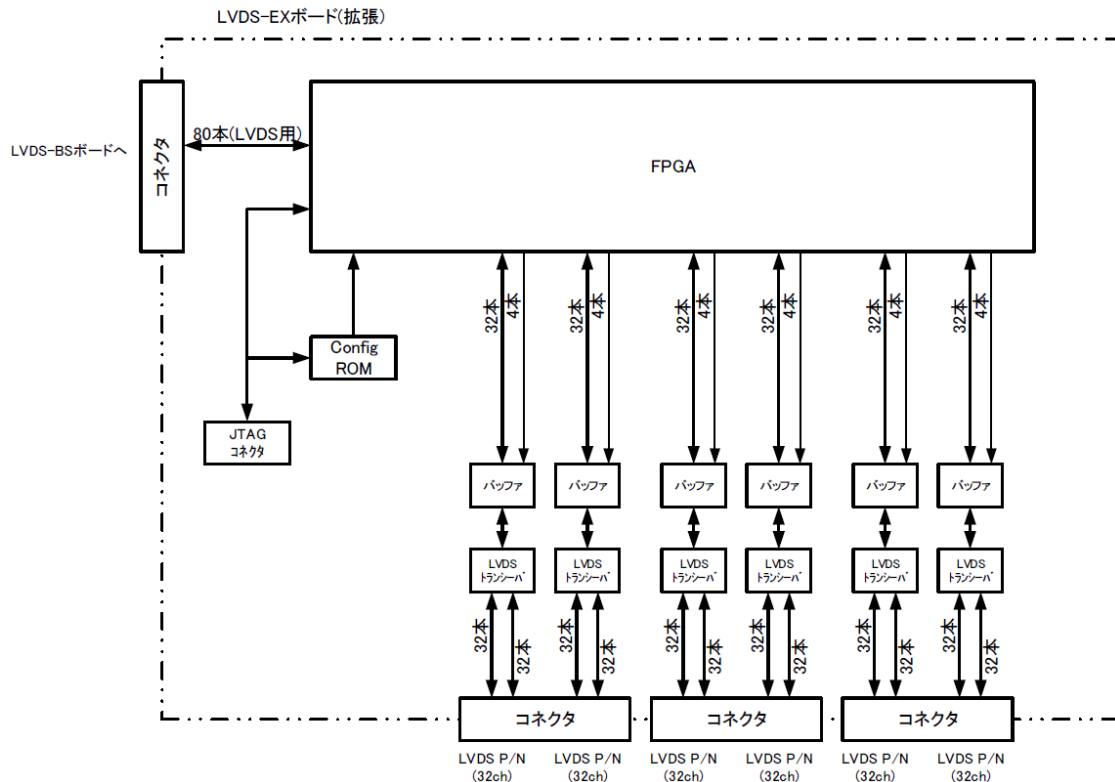 LVDS-EXボード(拡張)
LVDS-BSボードへ
コネクタ
80本(LVDS用)
FPGA
Config
ROM
JTAG
コネクタ
32本
4本
32本
4本
32本
4本
32本
4本
32本
4本
32本
4本
バッファ
バッファ
バッファ
バッファ
バッファ
バッファ
LVDS
トランシーバ
LVDS
トランシーバ
LVDS
トランシーバ
LVDS
トランシーバ
LVDS
トランシーバ
LVDS
トランシーバ
32本
32本
32本
32本
32本
32本
32本
32本
32本
32本
32本
32本
コネクタ
コネクタ
コネクタ
LVDS P/N
(32ch)
LVDS P/N
(32ch)
LVDS P/N
(32ch)
LVDS P/N
(32ch)
LVDS P/N
(32ch)
LVDS P/N
(32ch)